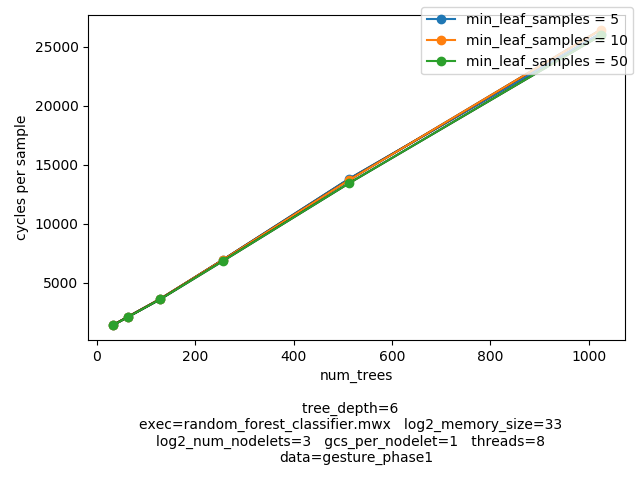 min_leaf_samples = 5
min_leaf_samples = 10
min_leaf_samples = 50
25000
20000
15000
10000
5000
cycles per sample
0 200 400 600 800 1000
num_trees
tree_depth=6
exec=random_forest_classifier.mwx log2_memory_size=33
log2_num_nodelets=3 gcs_per_nodelet=1 threads=8
data=gesture_phase1